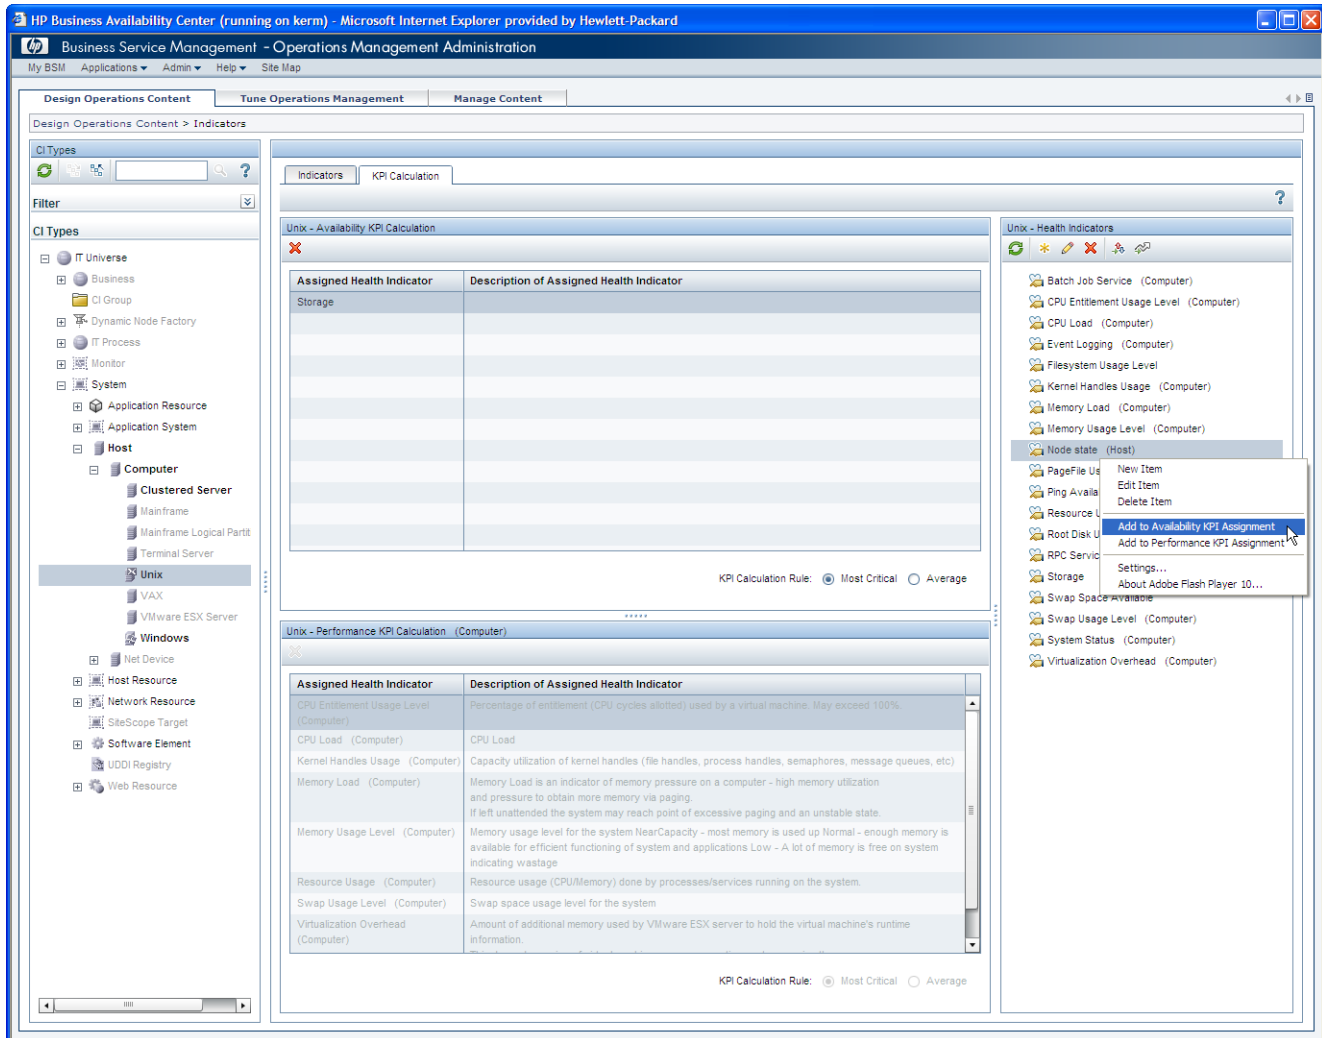 HP Business Availability Center (running on kerm) - Microsoft Internet Explorer provided by Hewlett-Packard
hp Business Service Management - Operations Management Administration
My BSM Applications Admin Help Site Map
Design Operations Content Tune Operations Management Manage Content
Design Operations Content > Indicators
CI Types
Filter
CI Types
IT Universe
Business
CI Group
Dynamic Node Factory
IT Process
Monitor
System
Application Resource
Application System
Host
Computer
Clustered Server
Mainframe
Mainframe Logical Partit
Terminal Server
Unix
VAX
VMware ESX Server
Windows
Net Device
Host Resource
Network Resource
SiteScope Target
Software Element
UDDI Registry
Web Resource
Indicators KPI Calculation
Unix - Availability KPI Calculation
Assigned Health Indicator Description of Assigned Health Indicator
Storage
KPI Calculation Rule: Most Critical Average
Unix - Performance KPI Calculation (Computer)
Assigned Health Indicator Description of Assigned Health Indicator
CPU Entitlement Usage Level (Computer) Percentage of entitlement (CPU cycles allotted) used by a virtual machine. May exceed 100%.
CPU Load (Computer) CPU Load
Kernel Handles Usage (Computer) Capacity utilization of kernel handles (file handles, process handles, semaphores, message queues, etc)
Memory Load (Computer) Memory Load is an indicator of memory pressure on a computer - high memory utilization
and pressure to obtain more memory via paging.
If left unattended the system may reach point of excessive paging and an unstable state.
Memory Usage Level (Computer) Memory usage level for the system NearCapacity - most memory is used up Normal - enough memory is
available for efficient functioning of system and applications Low - A lot of memory is free on system
indicating wastage
Resource Usage (Computer) Resource usage (CPU/Memory) done by processes/services running on the system.
Swap Usage Level (Computer) Swap space usage level for the system
Virtualization Overhead (Computer) Amount of additional memory used by VMware ESX server to hold the virtual machine's runtime
information.
KPI Calculation Rule: Most Critical Average
Unix - Health Indicators
Batch Job Service (Computer)
CPU Entitlement Usage Level (Computer)
CPU Load (Computer)
Event Logging (Computer)
Filesystem Usage Level
Kernel Handles Usage (Computer)
Memory Load (Computer)
Memory Usage Level (Computer)
Node state (Host)
PageFile Us
Ping Availa
Resource U
Root Disk U
RPC Servic
Storage
Swap Space Available
Swap Usage Level (Computer)
System Status (Computer)
Virtualization Overhead (Computer)
New Item
Edit Item
Delete Item
Add to Availability KPI Assignment
Add to Performance KPI Assignment
Settings...
About Adobe Flash Player 10...